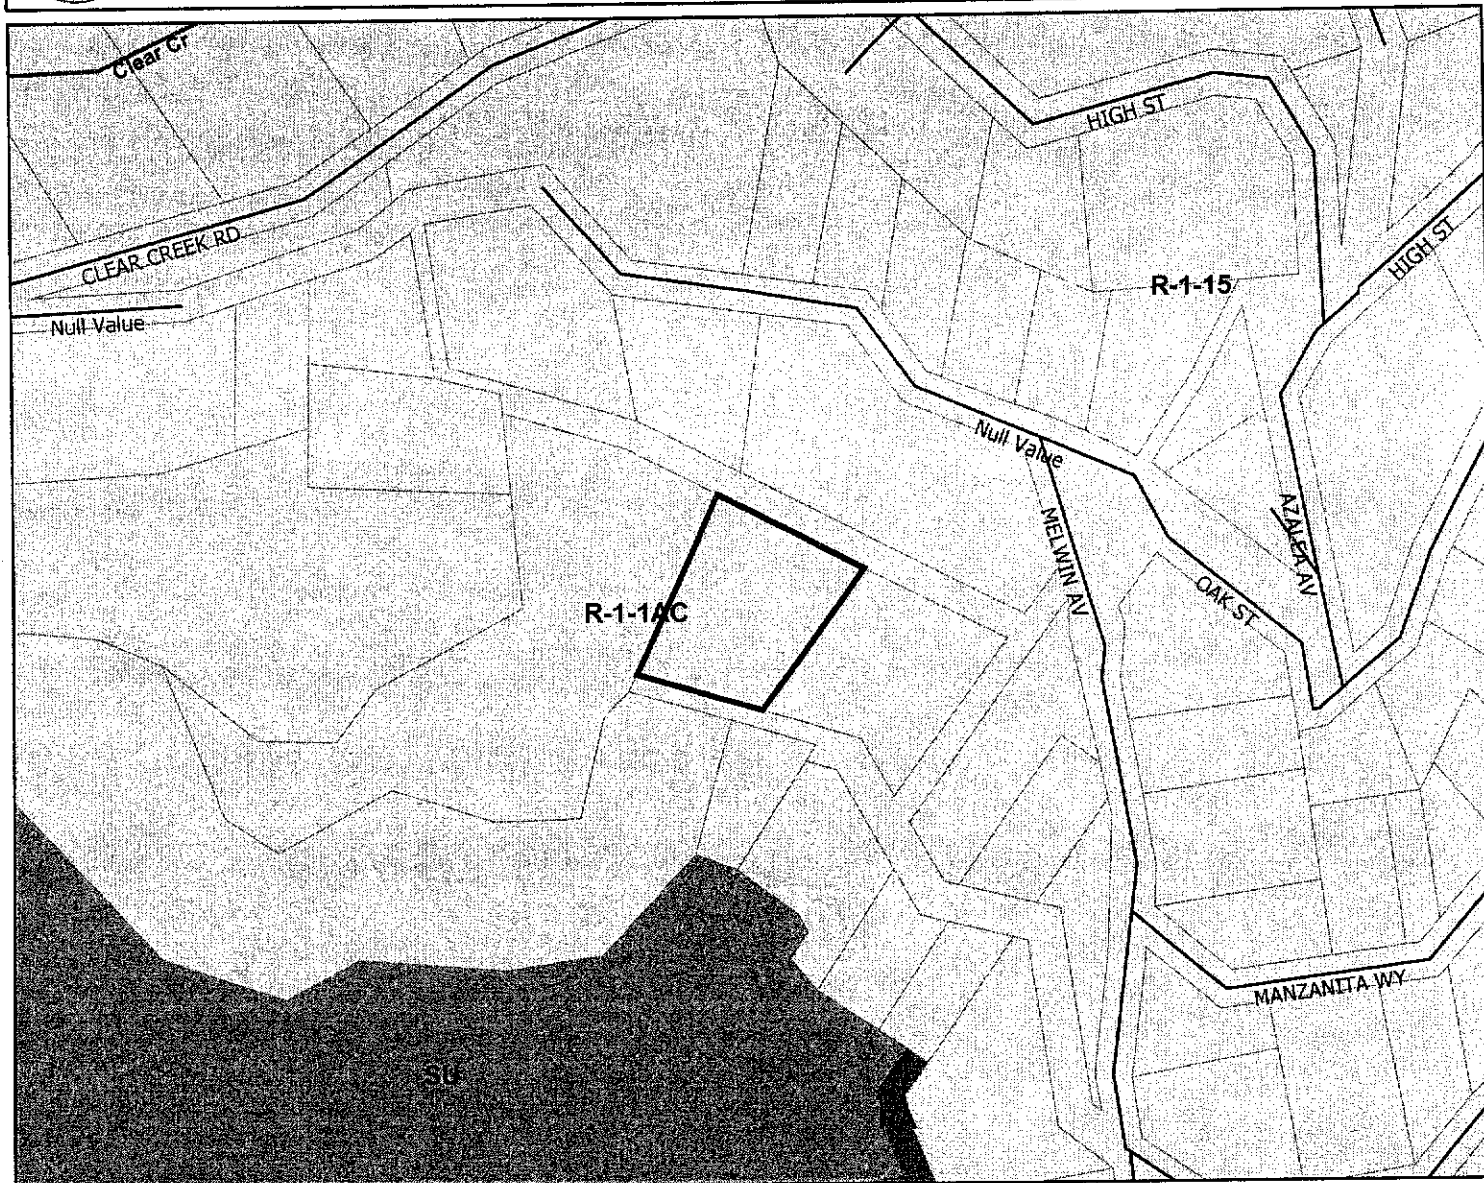 Clear Cr
HIGH ST
CLEAR CREEK RD
HIGH ST
R-1-15
Null Value
Null Value
MELWIN AV
AZALEA AV
OAK ST
R-1-1AC
MANZANITA WY
SU